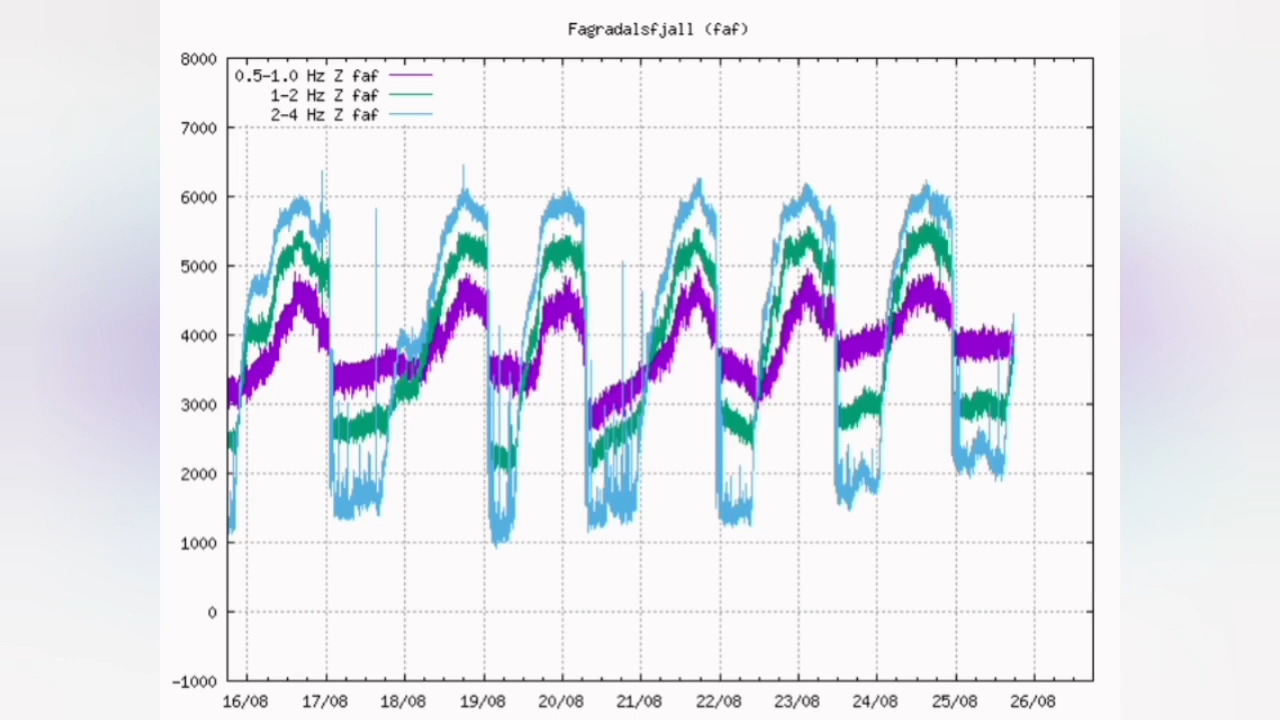 Fagradalsfjall (faf)
8000
0.5-1.0 Hz Z faf
1-2 Hz Z faf
2-4 Hz Z faf
7000
6000
5000
4000
3000
2000
1000
0
-1000
16/08 17/08 18/08 19/08 20/08 21/08 22/08 23/08 24/08 25/08 26/08